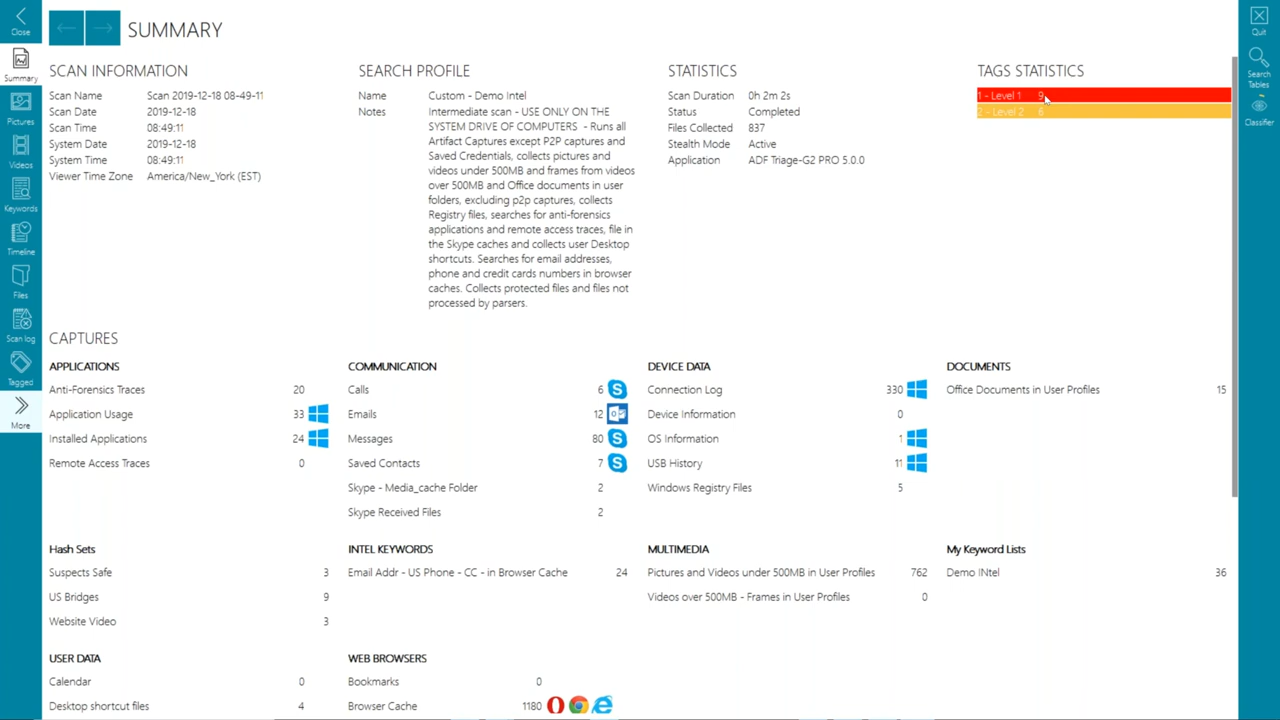 Close
SUMMARY
Quit
Summary
Pictures
Videos
Keywords
Timeline
Files
Scan log
Tagged
More
Search
Tables
Classifier
SCAN INFORMATION
Scan Name Scan 2019-12-18 08-49-11
Scan Date 2019-12-18
Scan Time 08:49:11
System Date 2019-12-18
System Time 08:49:11
Viewer Time Zone America/New_York (EST)
SEARCH PROFILE
Name Custom - Demo Intel
Notes Intermediate scan - USE ONLY ON THE
SYSTEM DRIVE OF COMPUTERS - Runs all
Artifact Captures except P2P captures and
Saved Credentials, collects pictures and
videos under 500MB and frames from videos
over 500MB and Office documents in user
folders, excluding p2p captures, collects
Registry files, searches for anti-forensics
applications and remote access traces, file in
the Skype caches and collects user Desktop
shortcuts. Searches for email addresses,
phone and credit cards numbers in browser
caches. Collects protected files and files not
processed by parsers.
STATISTICS
Scan Duration 0h 2m 2s
Status Completed
Files Collected 837
Stealth Mode Active
Application ADF Triage-G2 PRO 5.0.0
TAGS STATISTICS
1 - Level 1 9
2 - Level 2 6
CAPTURES
APPLICATIONS
Anti-Forensics Traces 20
Application Usage 33
Installed Applications 24
Remote Access Traces 0
COMMUNICATION
Calls 6
Emails 12
Messages 80
Saved Contacts 7
Skype - Media_cache Folder 2
Skype Received Files 2
DEVICE DATA
Connection Log 330
Device Information 0
OS Information 1
USB History 11
Windows Registry Files 5
DOCUMENTS
Office Documents in User Profiles 15
Hash Sets
Suspects Safe 3
US Bridges 9
Website Video 3
INTEL KEYWORDS
Email Addr - US Phone - CC - in Browser Cache 24
MULTIMEDIA
Pictures and Videos under 500MB in User Profiles 762
Videos over 500MB - Frames in User Profiles 0
My Keyword Lists
Demo INtel 36
USER DATA
Calendar 0
Desktop shortcut files 4
WEB BROWSERS
Bookmarks 0
Browser Cache 1180